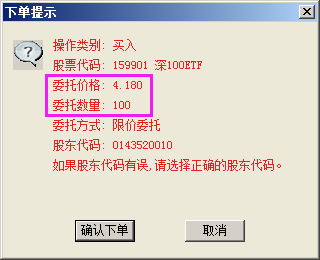 下单提示
操作类别: 买入
股票代码: 159901 深100ETF
委托价格: 4.180
委托数量: 100
委托方式: 限价委托
股东代码: 0143520010
如果股东代码有误,请选择正确的股东代码。
确认下单
取消